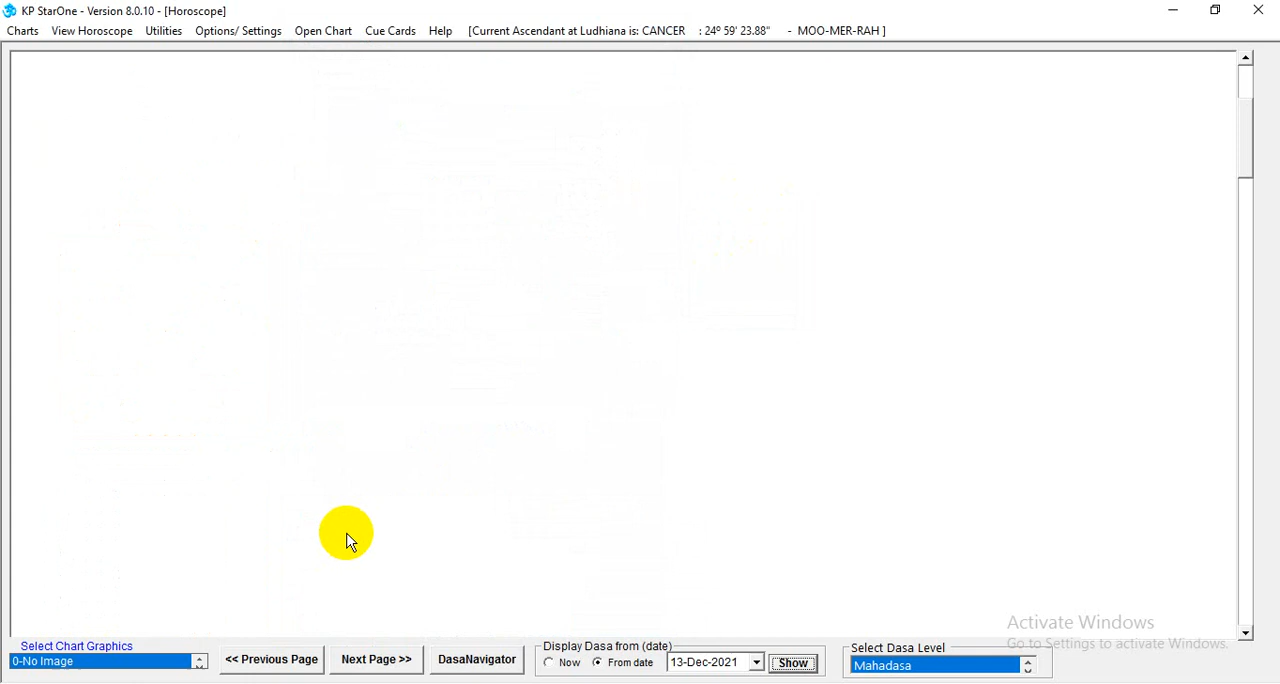 KP StarOne - Version 8.0.10 - [Horoscope]
Charts View Horoscope Utilities Options/ Settings Open Chart Cue Cards Help [Current Ascendant at Ludhiana is: CANCER : 24° 59' 23.88" - MOO-MER-RAH ]
Activate Windows
Go to Settings to activate Windows.
Select Chart Graphics
0-No Image
<< Previous Page
Next Page >>
DasaNavigator
Display Dasa from (date)
Now From date 13-Dec-2021 Show
Select Dasa Level
Mahadasa